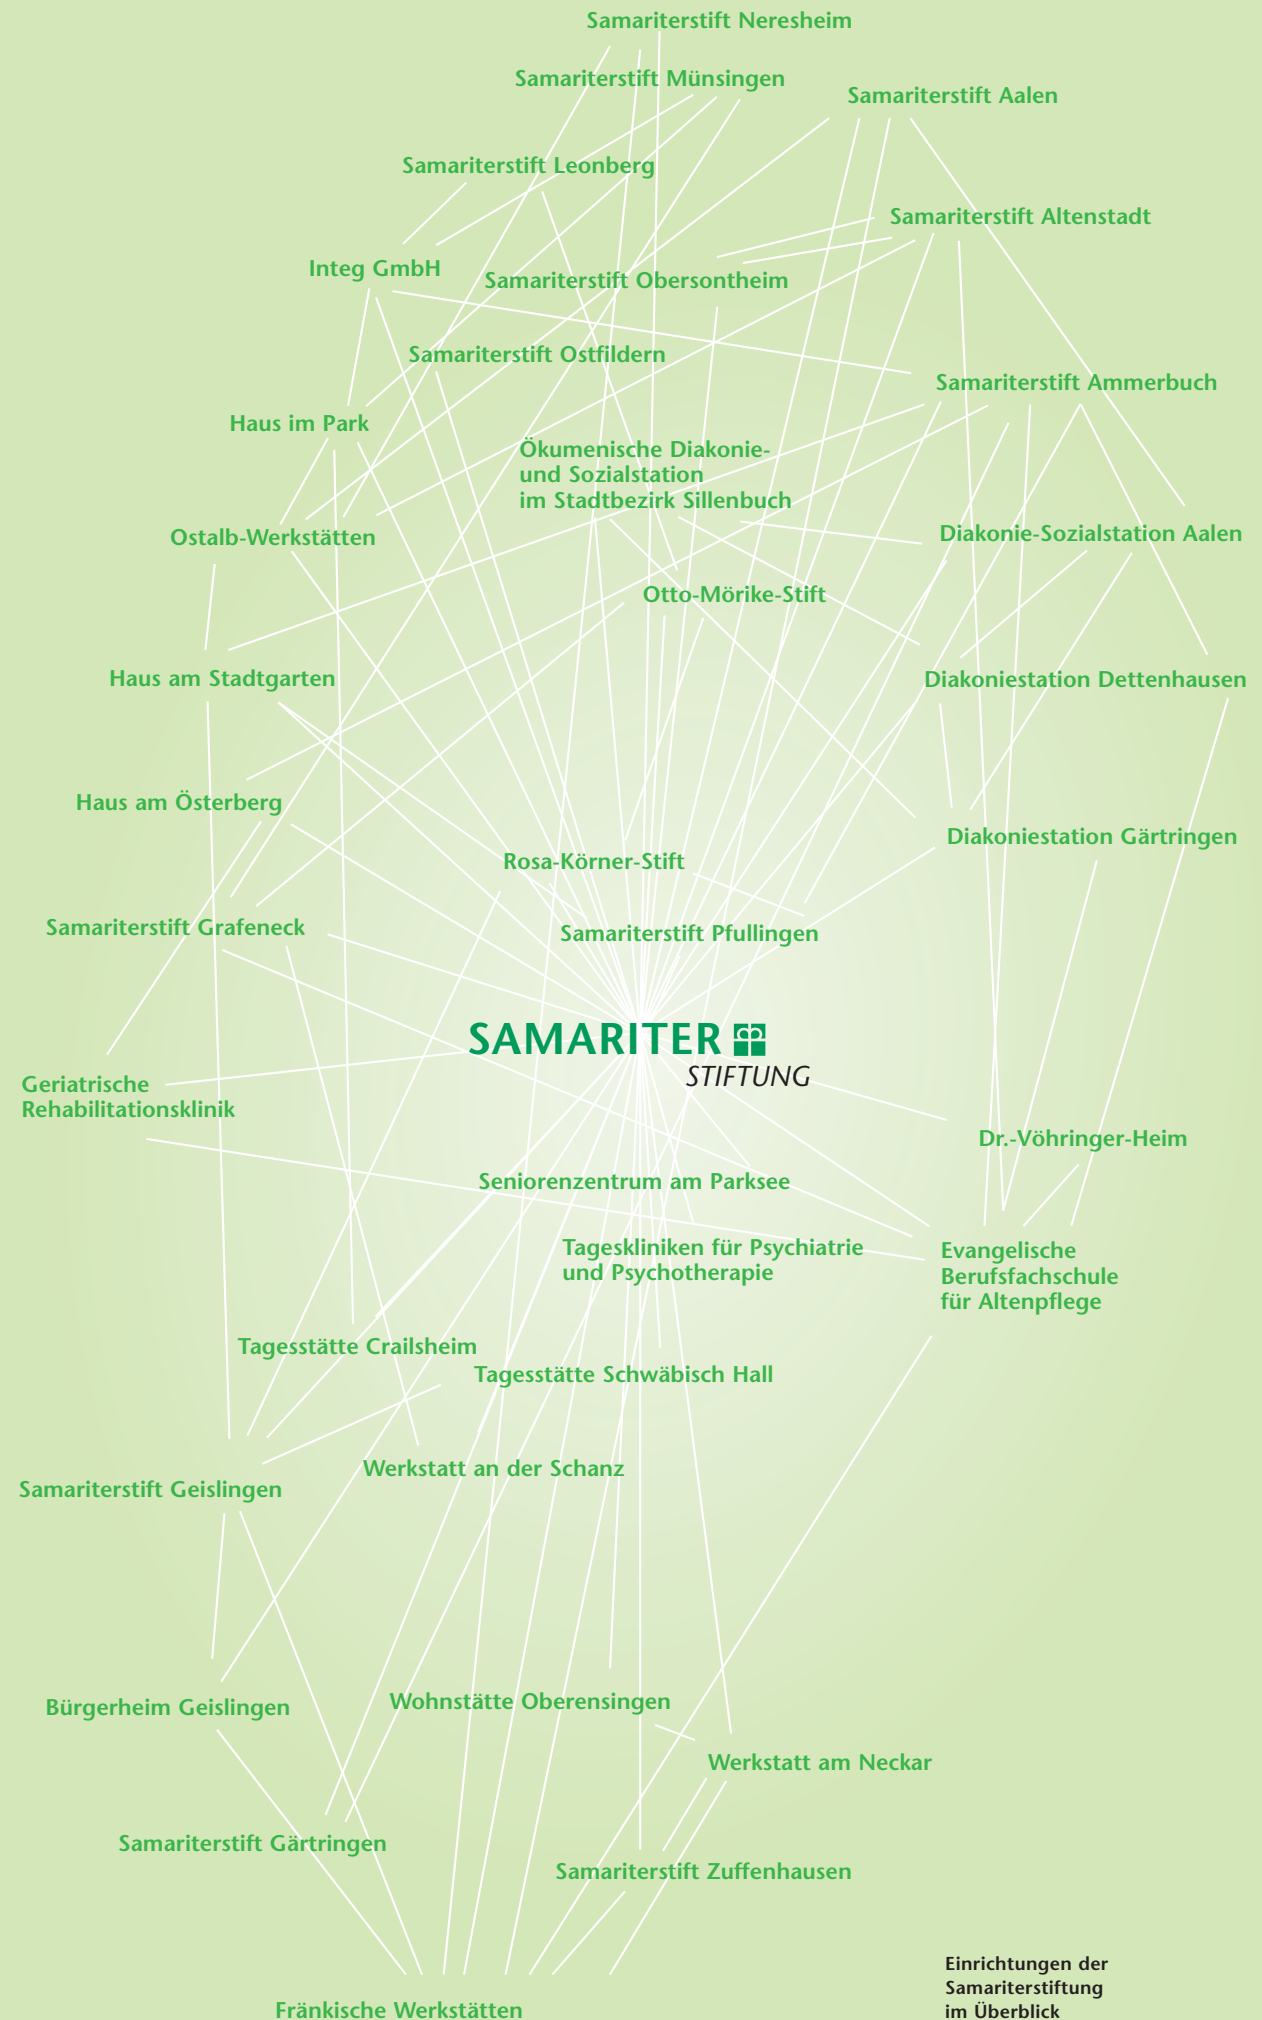 Samariterstift Neresheim
Samariterstift Münsingen
Samariterstift Aalen
Samariterstift Leonberg
Samariterstift Altenstadt
Integ GmbH
Samariterstift Obersontheim
Samariterstift Ostfildern
Samariterstift Ammerbuch
Haus im Park
Ökumenische Diakonie-
und Sozialstation
im Stadtbezirk Sillenbuch
Ostalb-Werkstätten
Diakonie-Sozialstation Aalen
Otto-Mörike-Stift
Haus am Stadtgarten
Diakoniestation Dettenhausen
Haus am Österberg
Diakoniestation Gärtringen
Rosa-Körner-Stift
Samariterstift Grafeneck
Samariterstift Pfullingen
SAMARITER
STIFTUNG
Geriatrische
Rehabilitationsklinik
Dr.-Vöhringer-Heim
Seniorenzentrum am Parksee
Tageskliniken für Psychiatrie
und Psychotherapie
Evangelische
Berufsfachschule
für Altenpflege
Tagesstätte Crailsheim
Tagesstätte Schwäbisch Hall
Werkstatt an der Schanz
Samariterstift Geislingen
Bürgerheim Geislingen
Wohnstätte Oberensingen
Werkstatt am Neckar
Samariterstift Gärtringen
Samariterstift Zuffenhausen
Fränkische Werkstätten
Einrichtungen der
Samariterstiftung
im Überblick